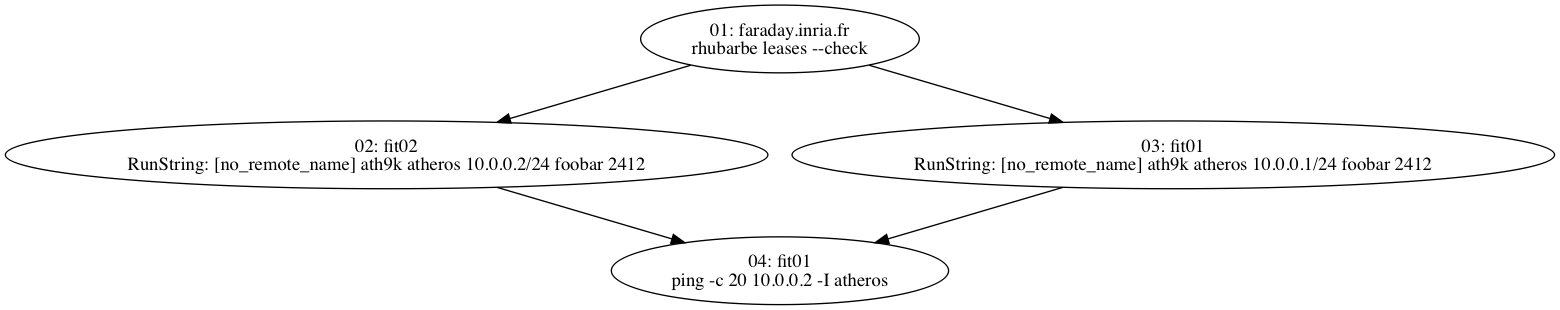 01: faraday.inria.fr
rhubarbe leases --check
02: fit02
RunString: [no_remote_name] ath9k atheros 10.0.0.2/24 foobar 2412
03: fit01
RunString: [no_remote_name] ath9k atheros 10.0.0.1/24 foobar 2412
04: fit01
ping -c 20 10.0.0.2 -I atheros